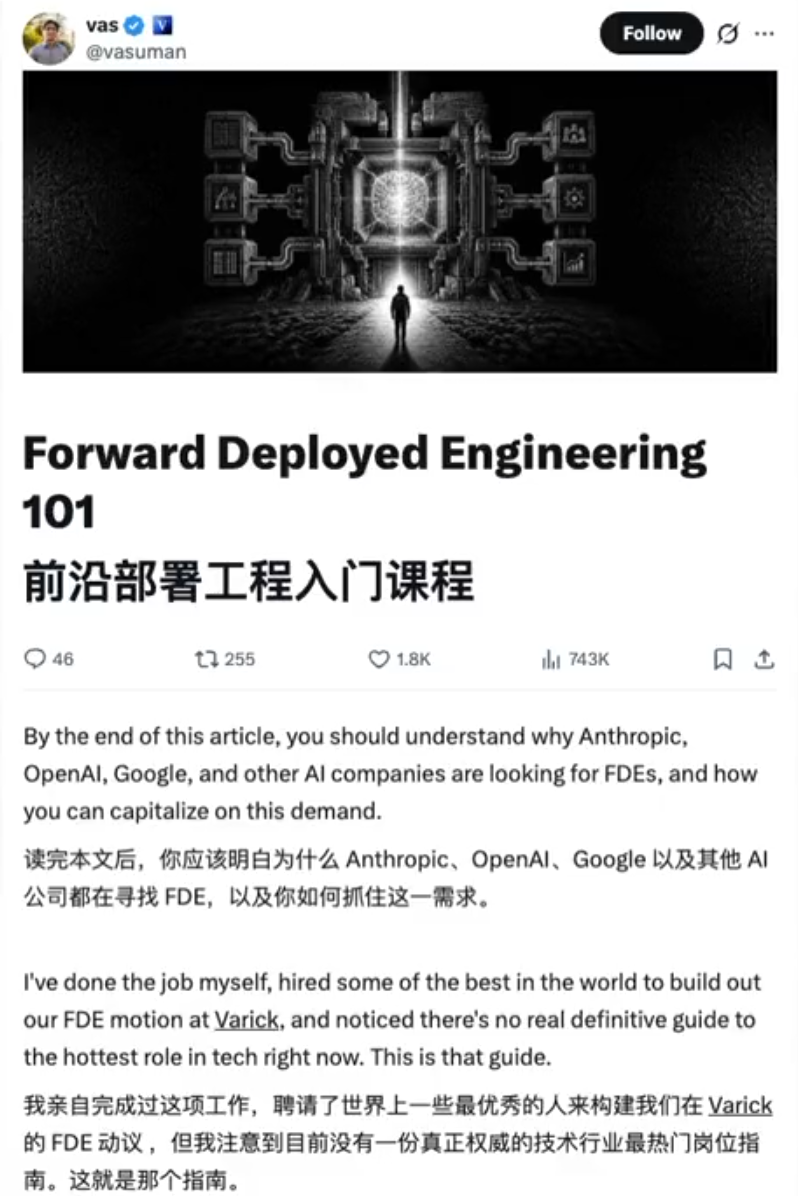 vas
Follow
@vasuman
Forward Deployed Engineering
101
前沿部署工程入门课程
46 255 1.8K 743K
By the end of this article, you should understand why Anthropic,
OpenAI, Google, and other AI companies are looking for FDEs, and how
you can capitalize on this demand.
读完本文后，你应该明白为什么 Anthropic、OpenAI、Google 以及其他 AI
公司都在寻找 FDE，以及你如何抓住这一需求。
I've done the job myself, hired some of the best in the world to build out
our FDE motion at Varick, and noticed there's no real definitive guide to
the hottest role in tech right now. This is that guide.
我亲自完成过这项工作，聘请了世界上一些最优秀的人来构建我们在 Varick
的 FDE 动议 ，但我注意到目前没有一份真正权威的技术行业最热门岗位指
南。这就是那个指南。